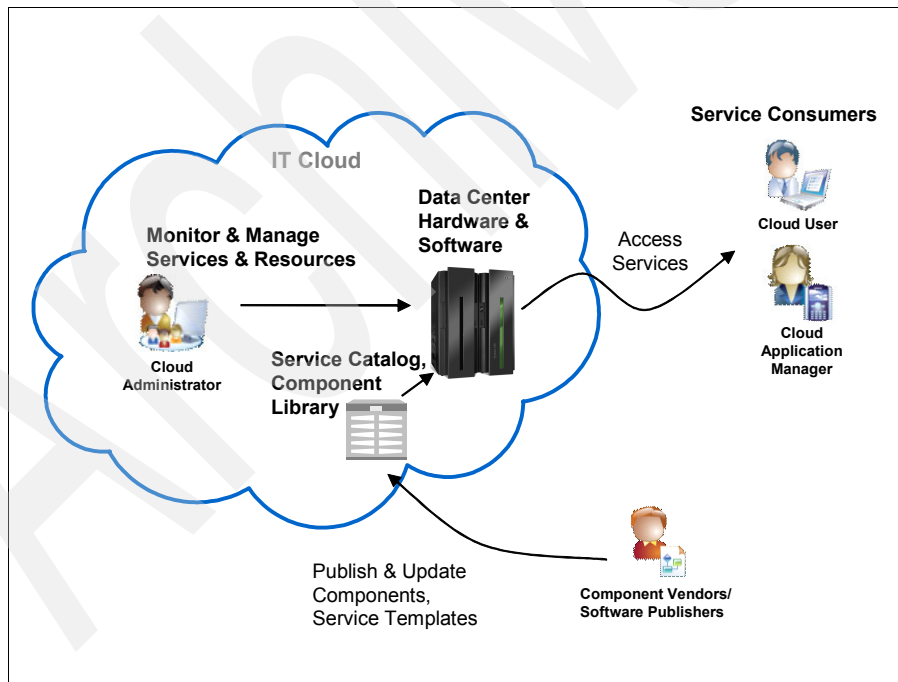 IT Cloud
Service Consumers
Data Center
Hardware &
Software
Monitor & Manage
Services & Resources
Cloud User
Access
Services
Cloud
Administrator
Service Catalog,
Component
Library
Cloud
Application
Manager
Publish & Update
Components,
Service Templates
Component Vendors/
Software Publishers